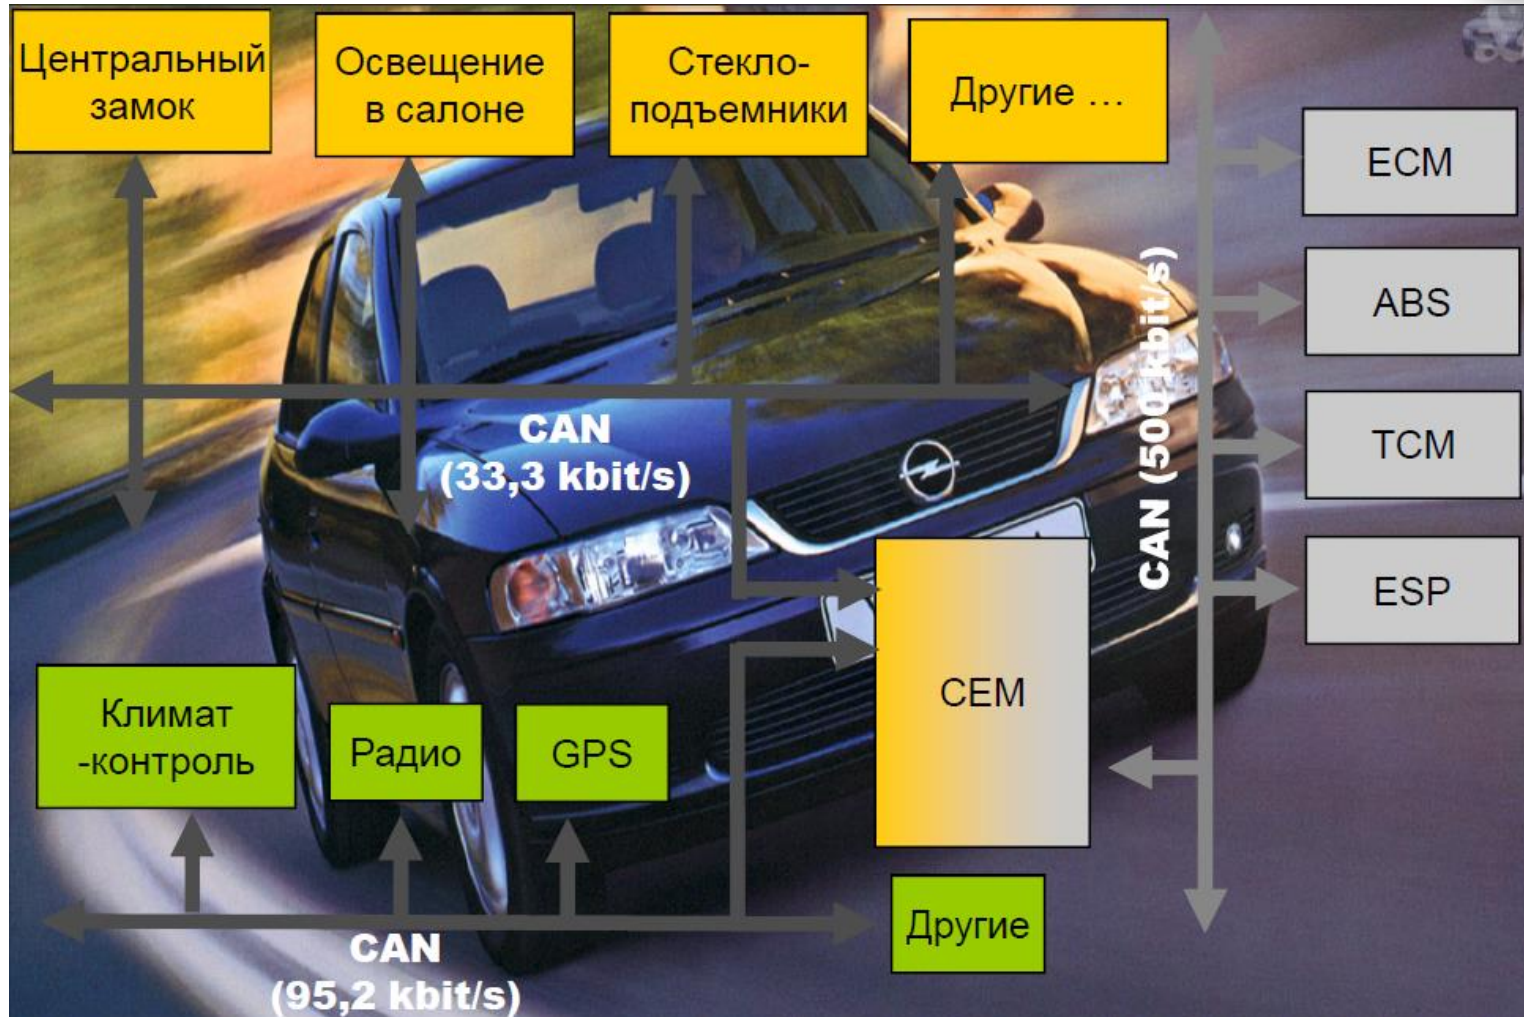 Центральный
замок
Освещение
в салоне
Стекло-
подъемники
Другие ...
ECM
ABS
TCM
ESP
CAN (500 kbit/s)
CAN
(33,3 kbit/s)
CEM
Климат
-контроль
Радио
GPS
Другие
CAN
(95,2 kbit/s)